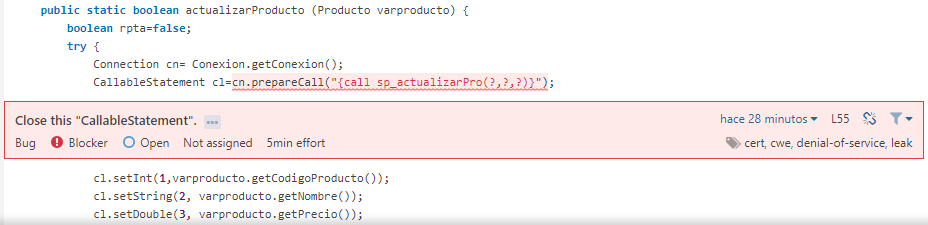 public static boolean actualizarProducto (Producto varproducto) {
boolean rpta=false;
try {
Connection cn= Conexion.getConexion();
CallableStatement cl=cn.prepareCall("{call sp_actualizarPro(?,?,?)}");
Close this "CallableStatement". ...
hace 28 minutos L55
Bug Blocker Open Not assigned 5min effort
cert, cwe, denial-of-service, leak
cl.setInt(1,varproducto.getCodigoProducto());
cl.setString(2, varproducto.getNombre());
cl.setDouble(3, varproducto.getPrecio());